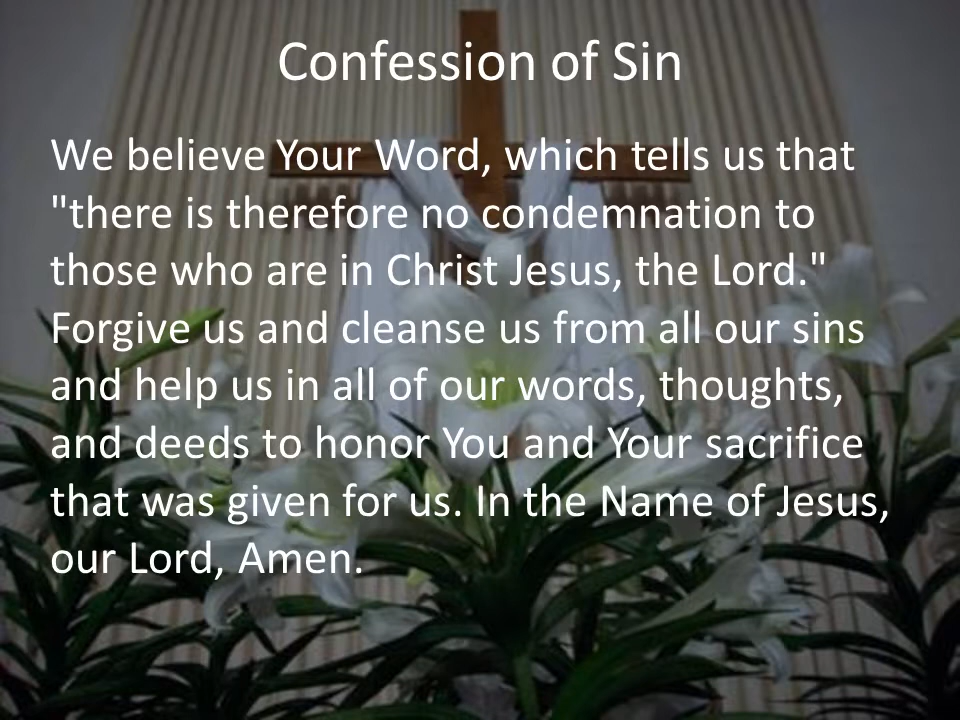 Confession of Sin
We believe Your Word, which tells us that
"there is therefore no condemnation to
those who are in Christ Jesus, the Lord."
Forgive us and cleanse us from all our sins
and help us in all of our words, thoughts,
and deeds to honor You and Your sacrifice
that was given for us. In the Name of Jesus,
our Lord, Amen.